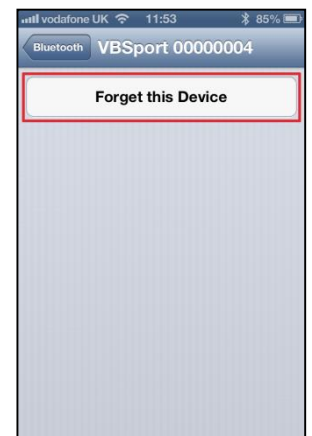 vodafone UK 11:53 85%
Bluetooth VBSport 00000004
Forget this Device